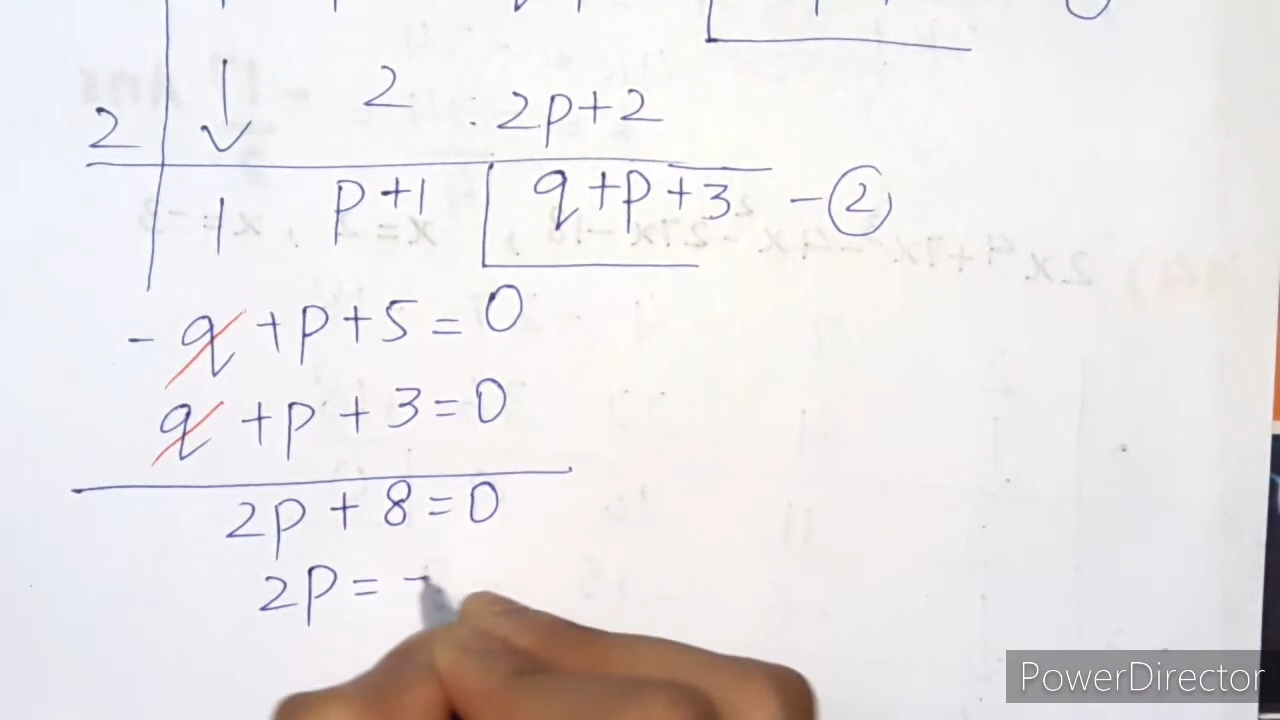 2 : 2p+2
2
1 p+1 q+p+3 - 2
- q +p+5=0
q +p+3=0
2p+8=0
2p= -
PowerDirector